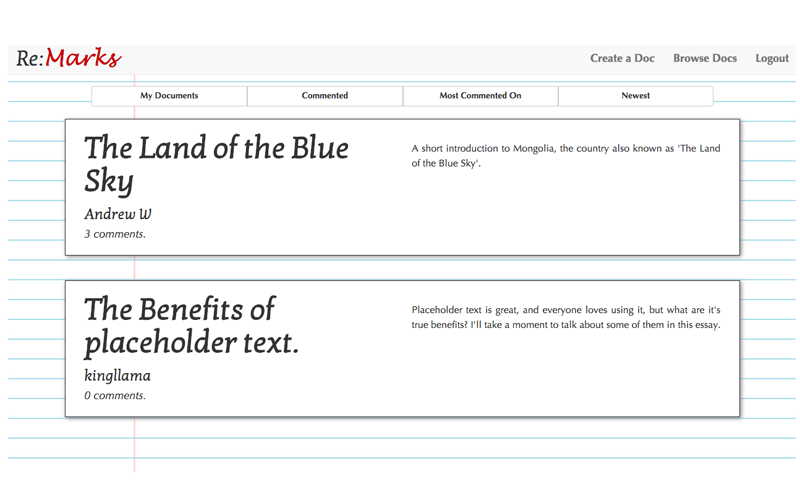 Re:Marks
Create a Doc Browse Docs Logout
My Documents Commented Most Commented On Newest
The Land of the Blue
Sky
Andrew W
3 comments.
A short introduction to Mongolia, the country also known as 'The Land
of the Blue Sky'.
The Benefits of
placeholder text.
kingllama
0 comments.
Placeholder text is great, and everyone loves using it, but what are it's
true benefits? I'll take a moment to talk about some of them in this essay.